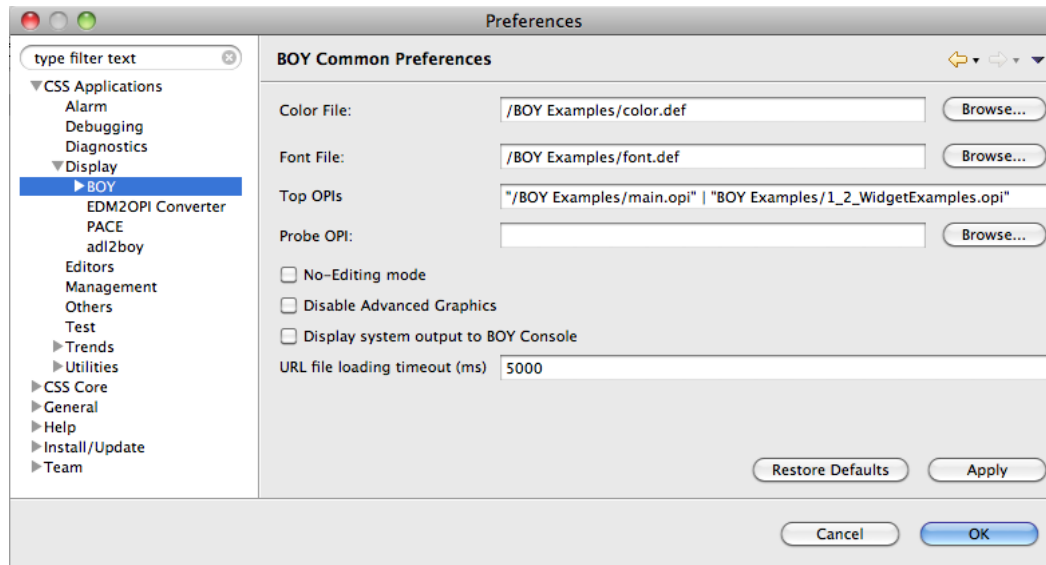 Preferences
type filter text
CSS Applications
Alarm
Debugging
Diagnostics
Display
BOY
EDM2OPI Converter
PACE
adl2boy
Editors
Management
Others
Test
Trends
Utilities
CSS Core
General
Help
Install/Update
Team
BOY Common Preferences
Color File: /BOY Examples/color.def Browse...
Font File: /BOY Examples/font.def Browse...
Top OPIs "/BOY Examples/main.opi" | "BOY Examples/1_2_WidgetExamples.opi"
Probe OPI: Browse...
No-Editing mode
Disable Advanced Graphics
Display system output to BOY Console
URL file loading timeout (ms) 5000
Restore Defaults Apply
Cancel OK